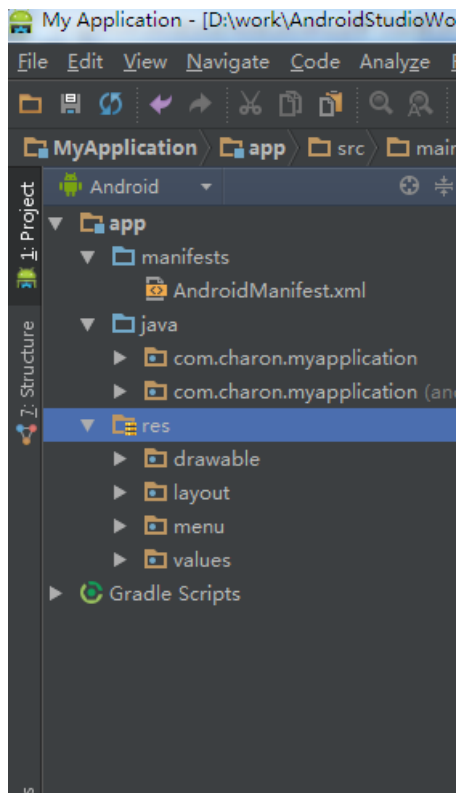 My Application - [D:\work\AndroidStudioWo
File Edit View Navigate Code Analyze
MyApplication app src main
1: Project
Android
app
manifests
AndroidManifest.xml
java
com.charon.myapplication
com.charon.myapplication (and
7: Structure
res
drawable
layout
menu
values
Gradle Scripts